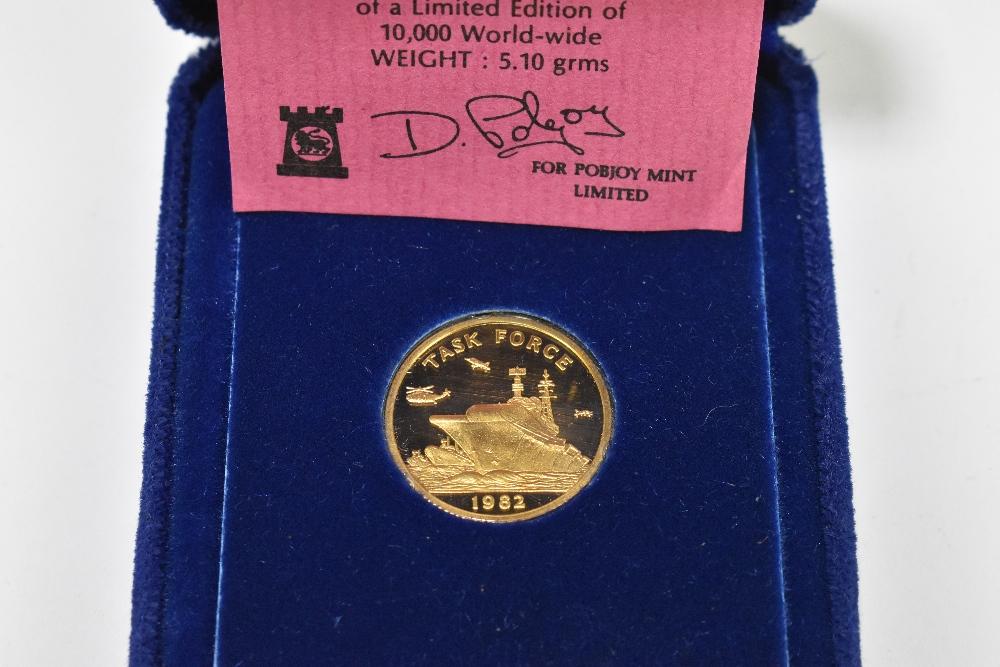 of a Limited Edition of
10,000 World-wide
WEIGHT : 5.10 grms
D. Pobjoy
FOR POBJOY MINT
LIMITED
TASK FORCE
1982